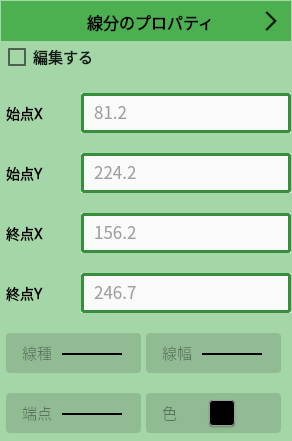 線分のプロパティ
編集する
始点X 81.2
始点Y 224.2
終点X 156.2
終点Y 246.7
線種 線幅
端点 色